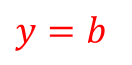 y = b